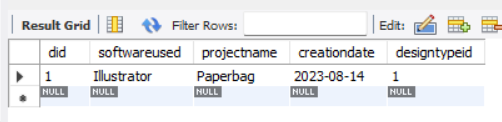 Result Grid Filter Rows: Edit:
did softwareused projectname creationdate designtypeid
1 Illustrator Paperbag 2023-08-14 1
NULL NULL NULL NULL NULL